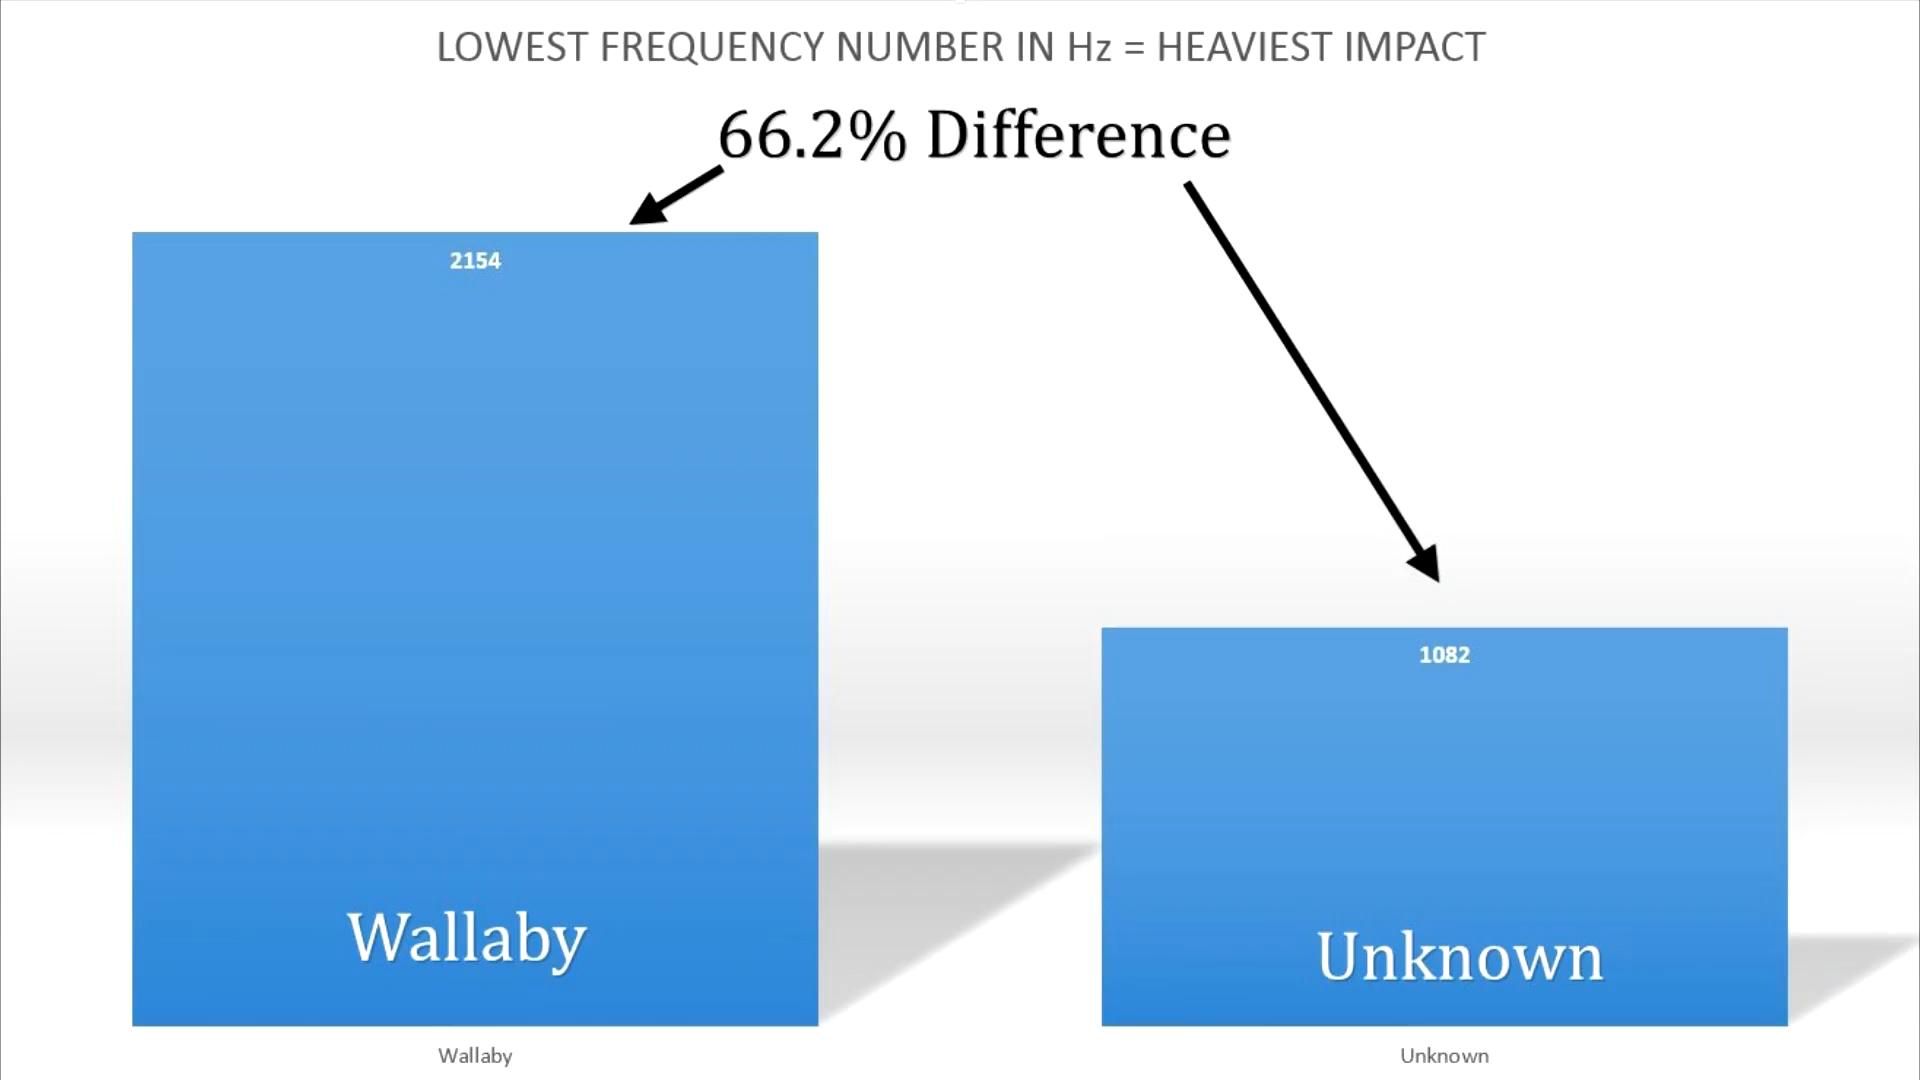 LOWEST FREQUENCY NUMBER IN Hz = HEAVIEST IMPACT
66.2% Difference
2154
1082
Wallaby
Unknown
Wallaby
Unknown